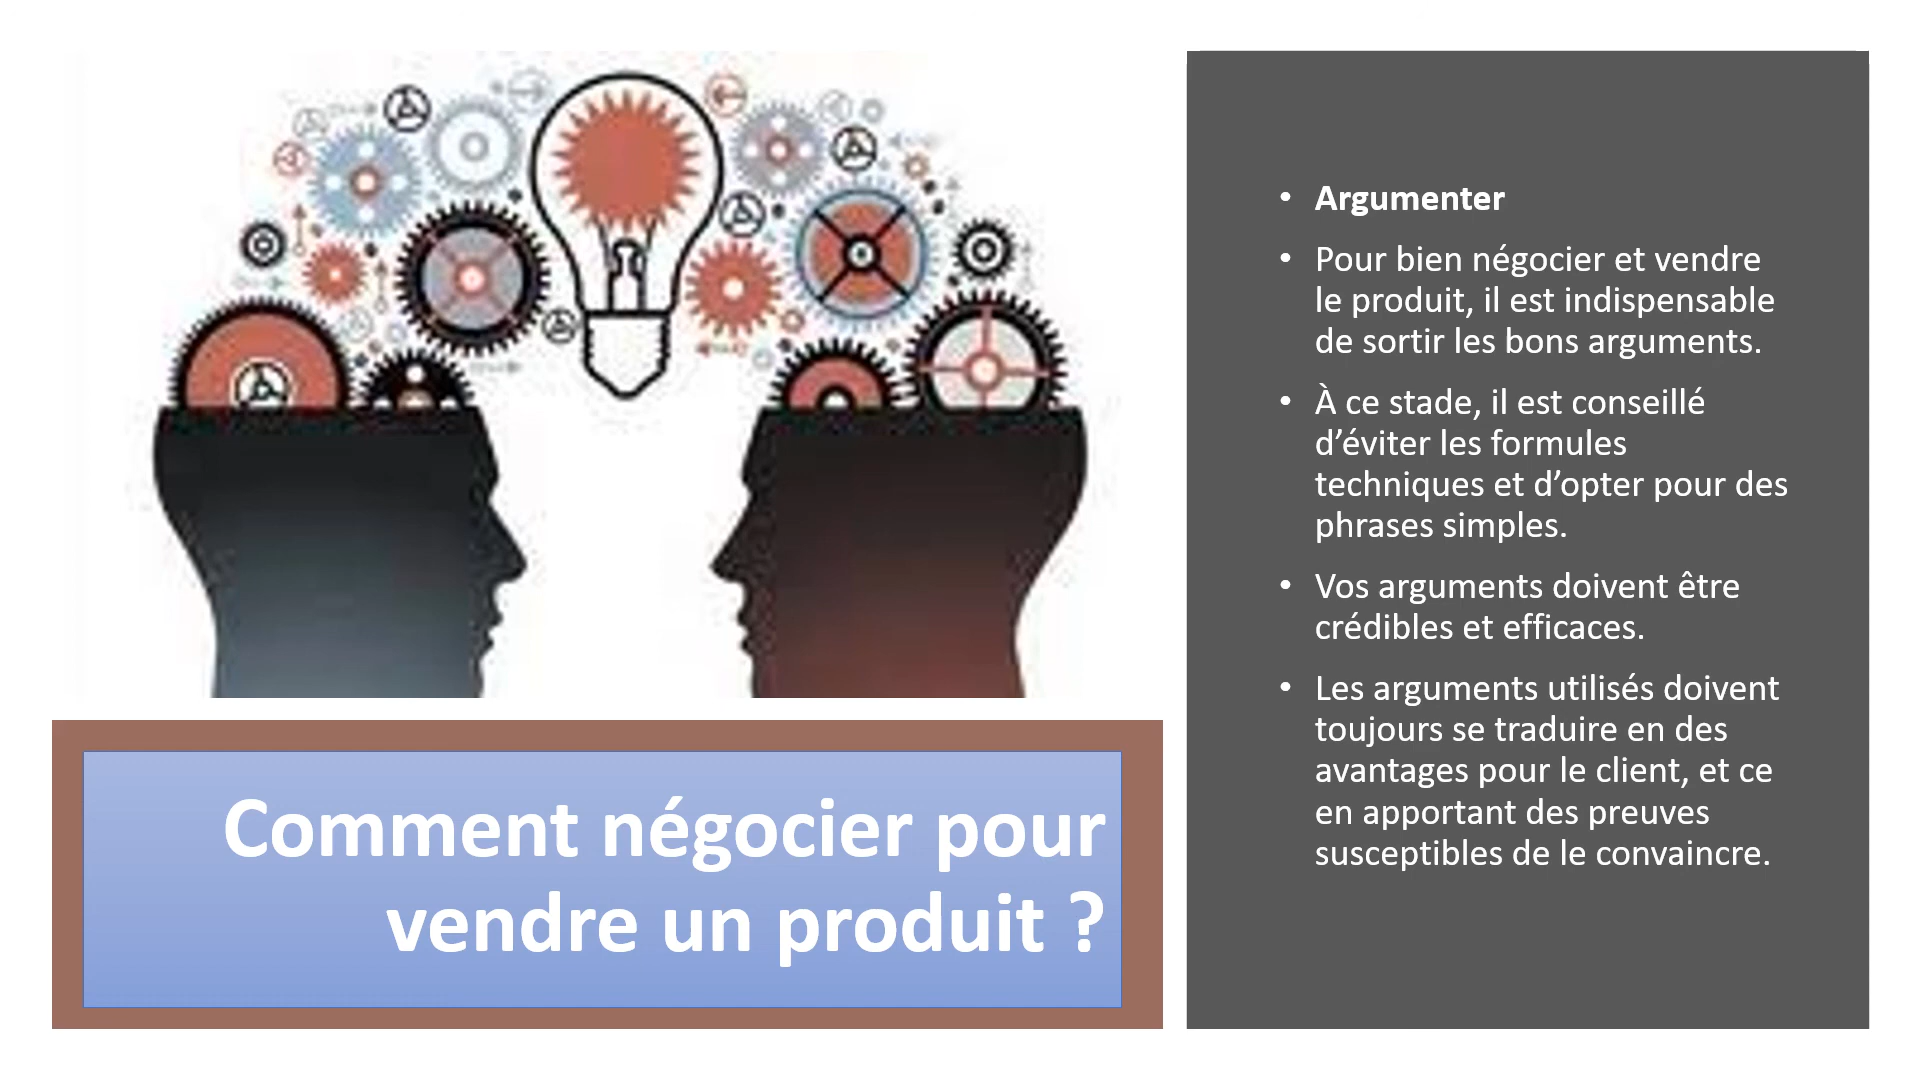 Comment négocier pour
vendre un produit ?
• Argumenter
• Pour bien négocier et vendre
le produit, il est indispensable
de sortir les bons arguments.
• À ce stade, il est conseillé
d’éviter les formules
techniques et d’opter pour des
phrases simples.
• Vos arguments doivent être
crédibles et efficaces.
• Les arguments utilisés doivent
toujours se traduire en des
avantages pour le client, et ce
en apportant des preuves
susceptibles de le convaincre.